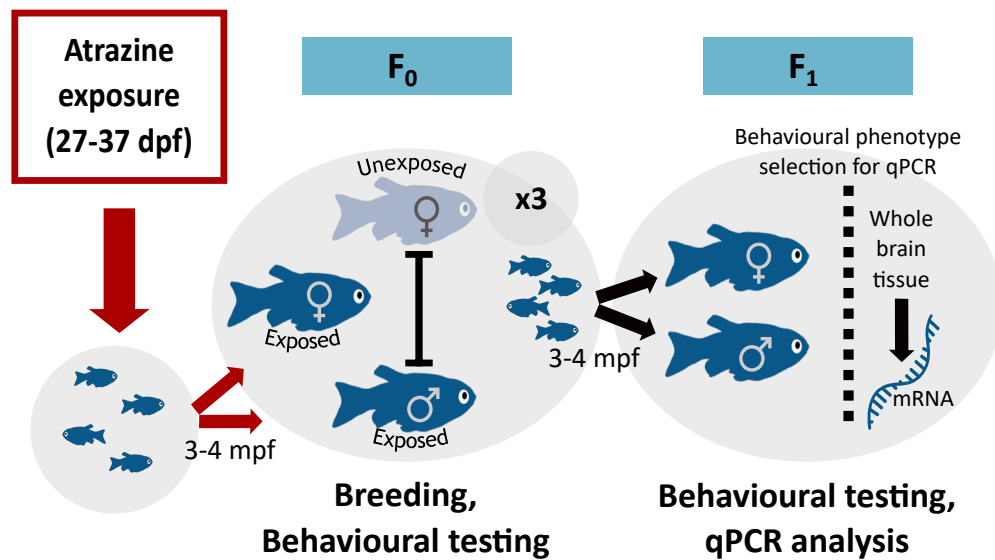 Atrazine
exposure
(27-37 dpf)
3-4 mpf
F₀
Unexposed
♀
x3
♀
Exposed
♂
Exposed
Breeding,
Behavioural testing
3-4 mpf
F₁
Behavioural phenotype
selection for qPCR
♀
♂
Whole
brain
tissue
mRNA
Behavioural testing,
qPCR analysis